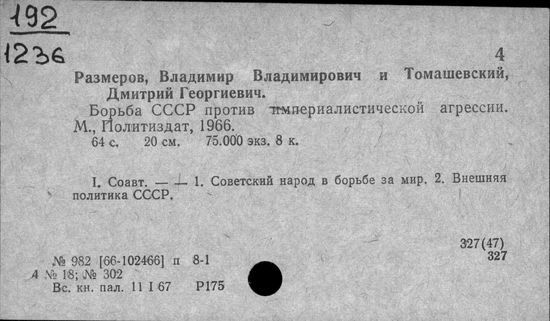 192
1236
4
Размеров, Владимир Владимирович и Томашевский,
Дмитрий Георгиевич.
Борьба СССР против империалистической агрессии.
М., Политиздат, 1966.
64 с. 20 см. 75.000 экз. 8 к.
I. Соавт. — — 1. Советский народ в борьбе за мир. 2. Внешняя
политика СССР.
327(47)
327
№ 982 [66-102466] п 8-1
А № 18; № 302
Вс. кн. пал. 11 I 67 Р175